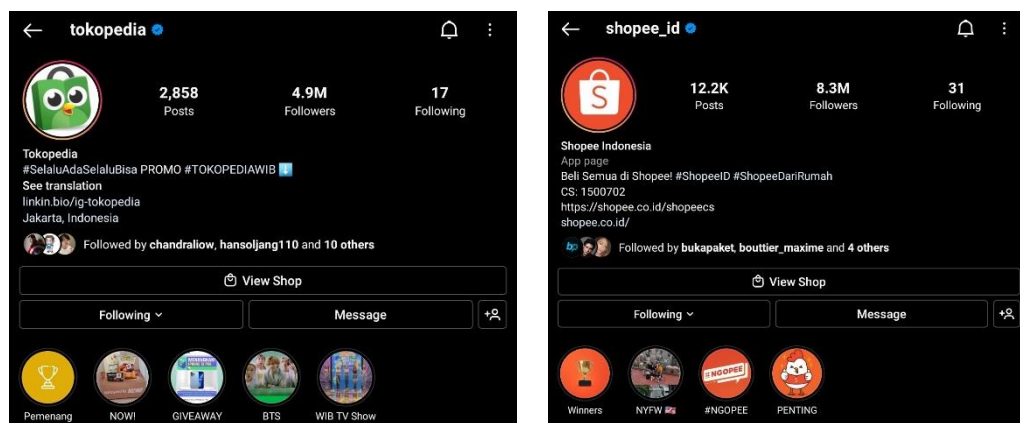 tokopedia
2,858
4.9M
17
Posts
Followers
Following
Tokopedia
#SelaluAdaSelaluBisa PROMO #TOKOPEDIAWIB ⬇️
See translation
linkin.bio/ig-tokopedia
Jakarta, Indonesia
Followed by chandraliow, hansoljang110 and 10 others
View Shop
Following
Message
Pemenang
NOW!
GIVEAWAY
BTS
WIB TV Show
shopee_id
S
12.2K
8.3M
31
Posts
Followers
Following
Shopee Indonesia
App page
Beli Semua di Shopee! #ShopeeID #ShopeeDariRumah
CS: 1500702
https://shopee.co.id/shopeecs
shopee.co.id/
bp
Followed by bukapaket, bouttier_maxime and 4 others
View Shop
Following
Message
#NGOPEE
Winners
NYFW 🇺🇸
#NGOPEE
PENTING